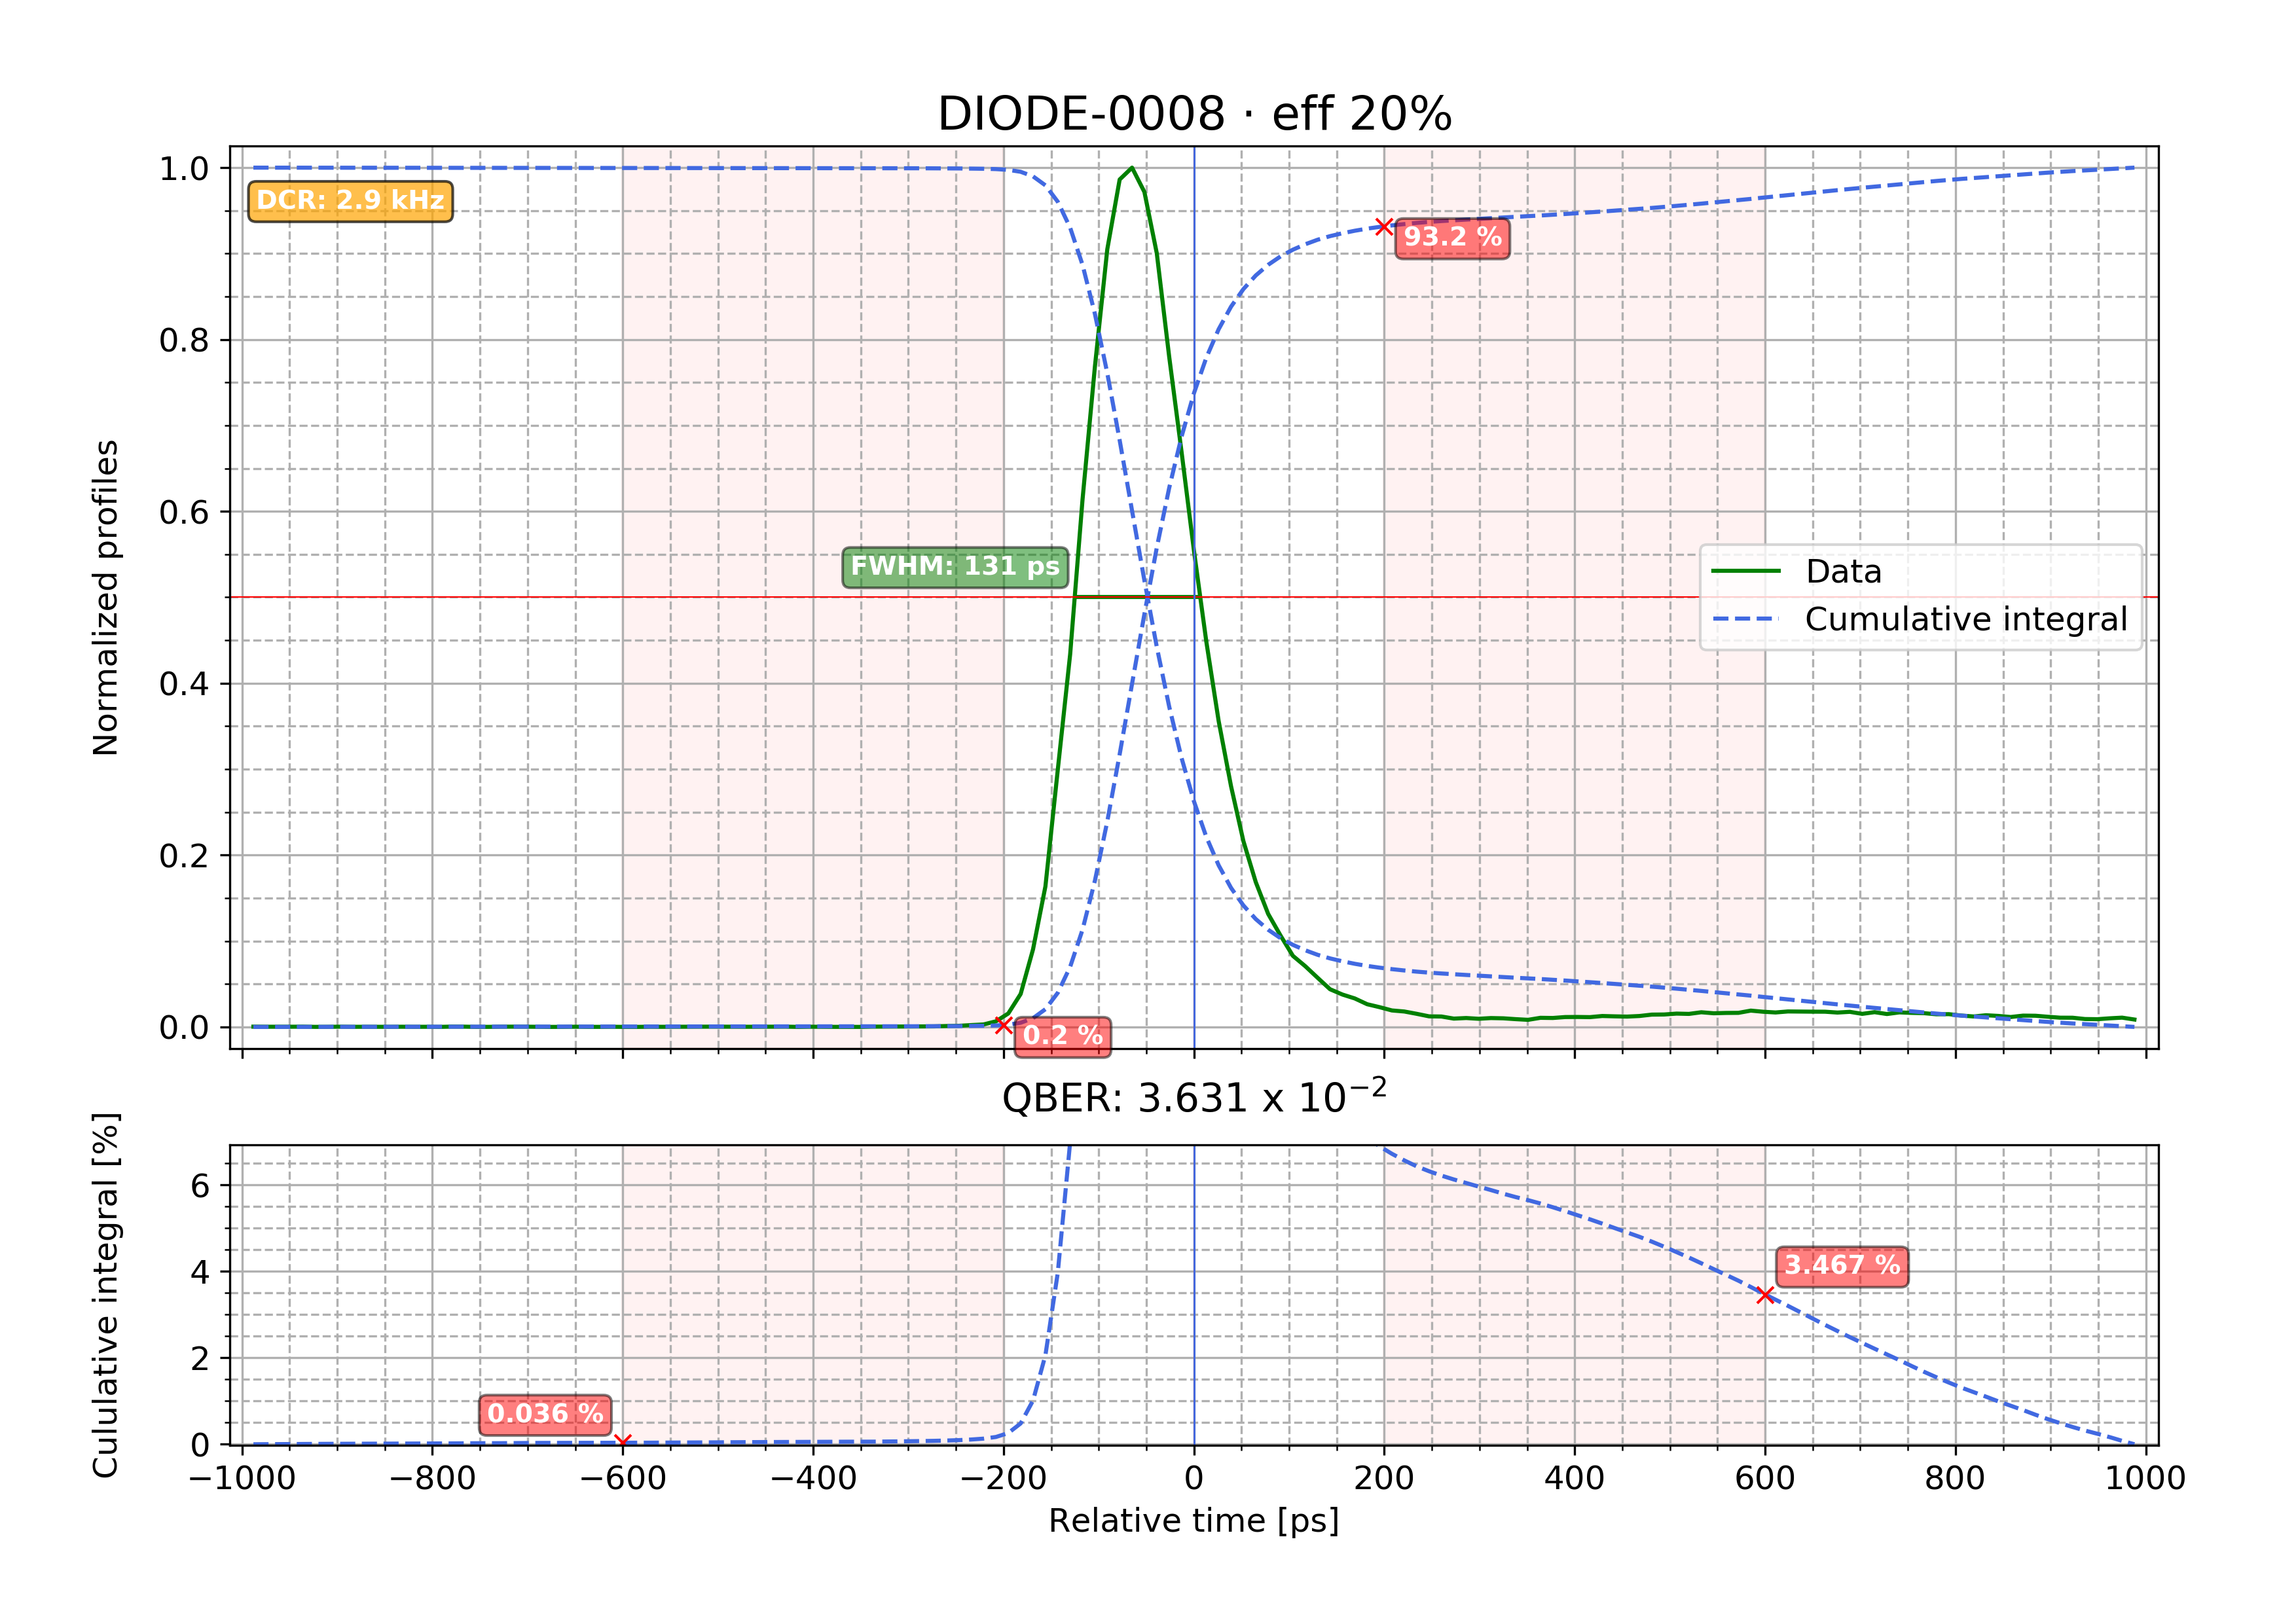 DIODE-0008 · eff 20%
1.0
0.8
0.6
0.4
0.2
0.0
Normalized profiles
DCR: 2.9 kHz
93.2 %
FWHM: 131 ps
Data
Cumulative integral
0.2 %
QBER: 3.631 x 10⁻²
6
4
2
0
Cululative integral [%]
3.467 %
0.036 %
−1000 −800 −600 −400 −200 0 200 400 600 800 1000
Relative time [ps]